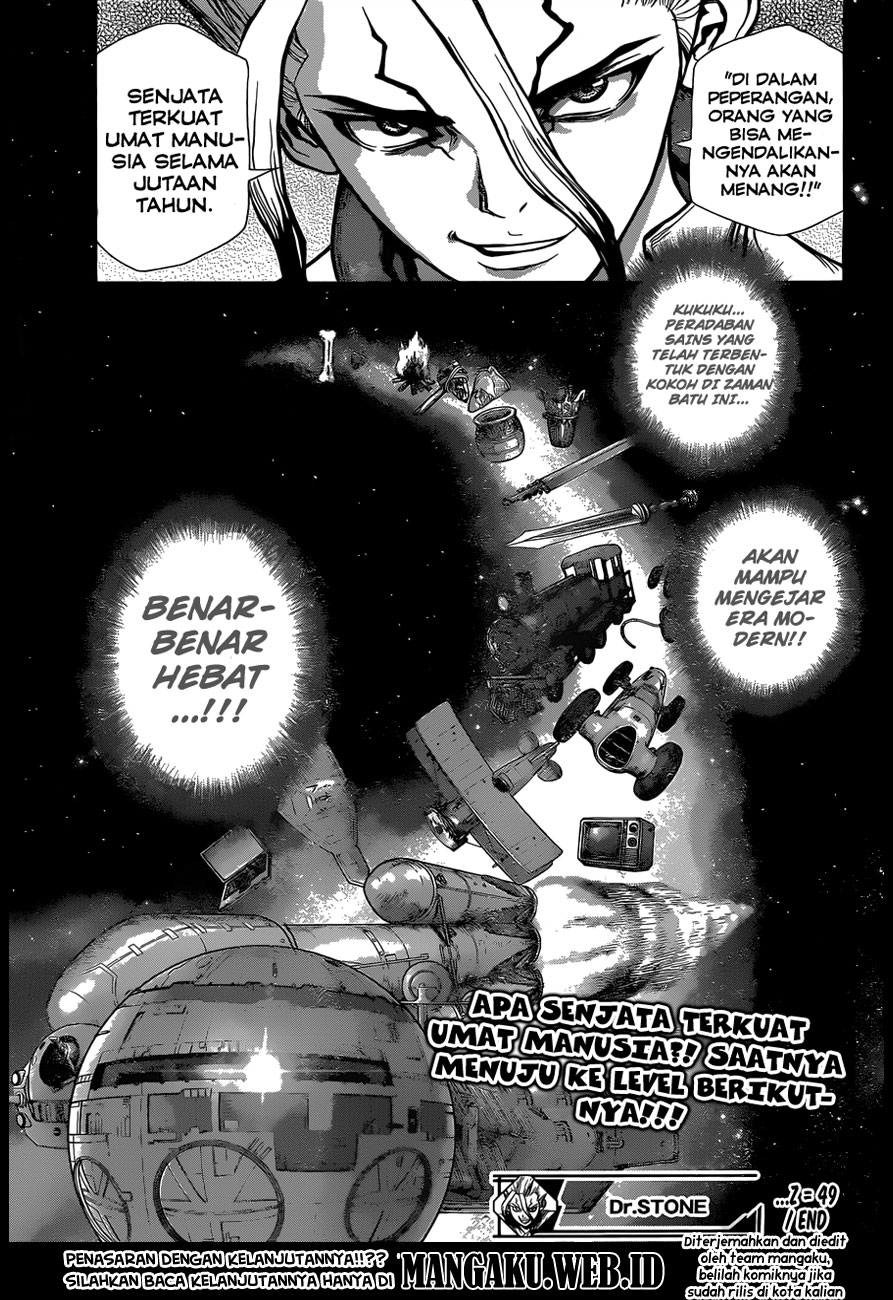 "DI DALAM
PEPERANGAN,
ORANG YANG
BISA ME-
NGENDALIKAN-
NYA AKAN
MENANG!!"
SENJATA
TERKUAT
UMAT MANU-
SIA SELAMA
JUTAAN
TAHUN.
KUKUKU...
PERADABAN
SAINS YANG
TELAH TERBEN-
TUK DENGAN
KOKOH DI ZAMAN
BATU INI...
AKAN
MAMPU
MENGEJAR
ERA MO-
DERN!!
BENAR-
BENAR
HEBAT
...!!!
APA SENJATA TERKUAT
UMAT MANUSIA?! SAATNYA
MENUJU KE LEVEL BERIKUT-
NYA!!!
Dr.STONE
...Z = 49
/ END
PENASARAN DENGAN KELANJUTANNYA!!??
SILAHKAN BACA KELANJUTANNYA HANYA DI
MANGAKU.WEB.ID
Diterjemahkan dan diedit
oleh team mangaku,
belilah komiknya jika
sudah rilis di kota kalian